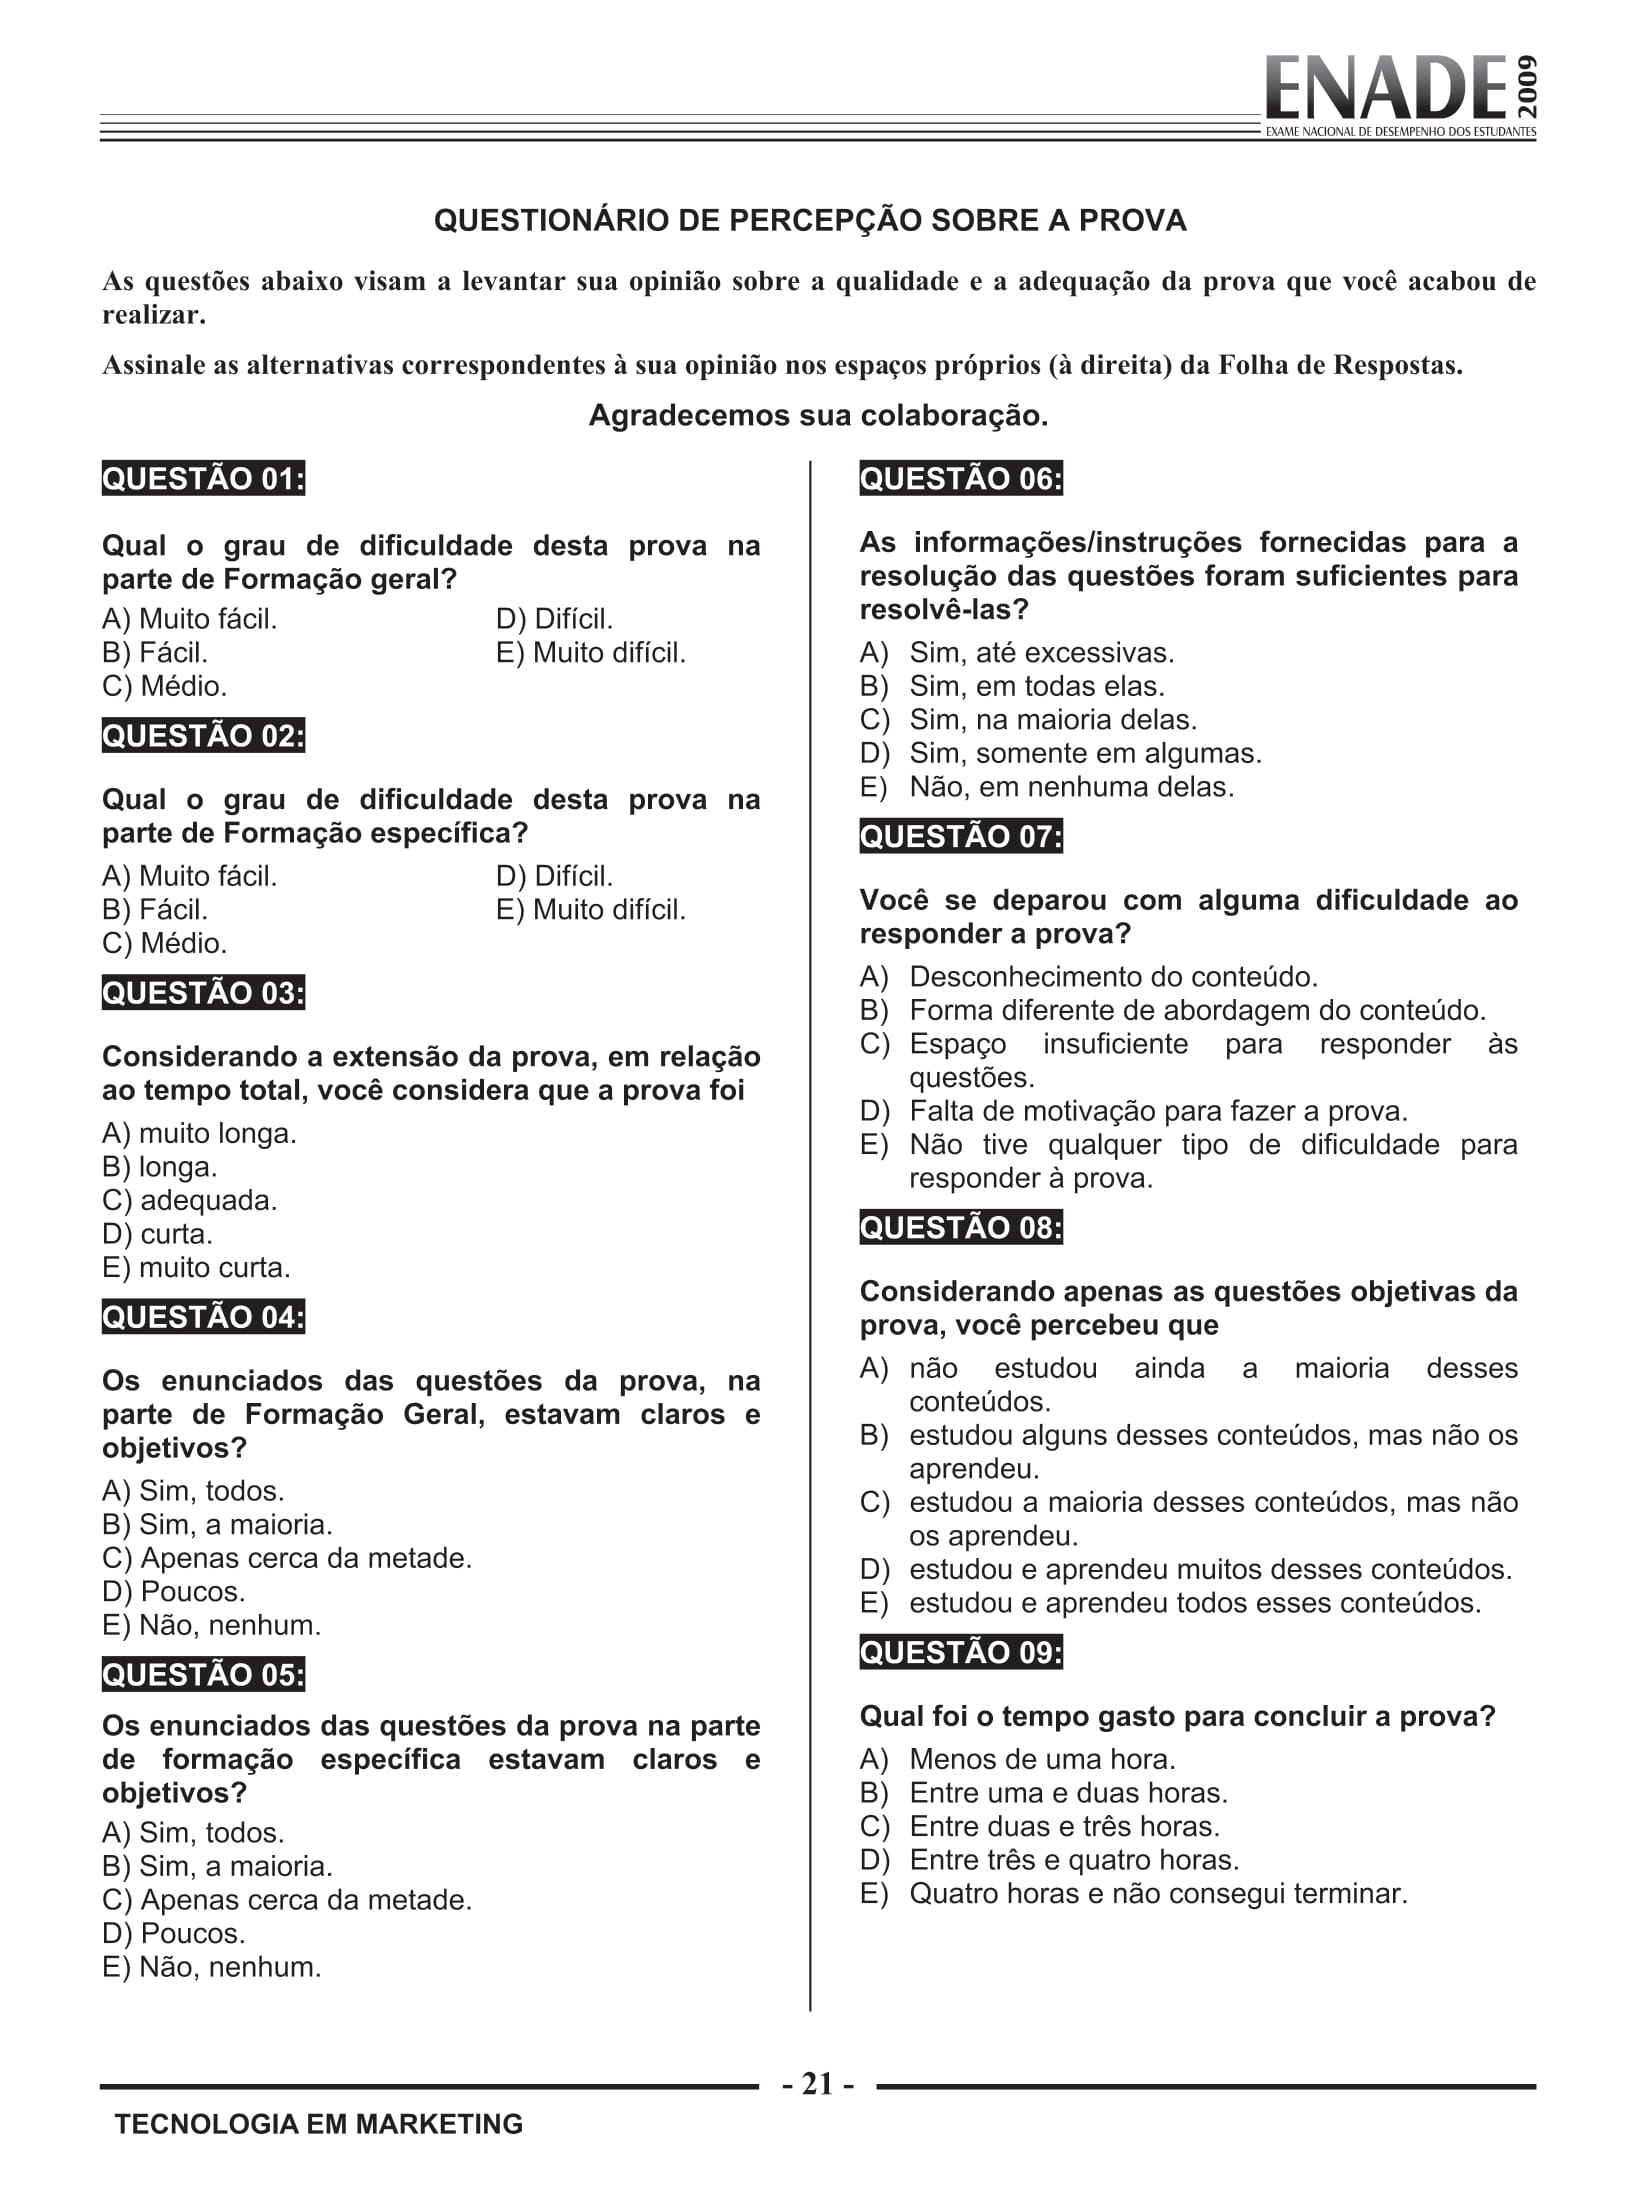 ENADE 2009
EXAME NACIONAL DE DESEMPENHO DOS ESTUDANTES
QUESTIONÁRIO DE PERCEPÇÃO SOBRE A PROVA
As questões abaixo visam a levantar sua opinião sobre a qualidade e a adequação da prova que você acabou de
realizar.
Assinale as alternativas correspondentes à sua opinião nos espaços próprios (à direita) da Folha de Respostas.
Agradecemos sua colaboração.
QUESTÃO 01:
Qual o grau de dificuldade desta prova na
parte de Formação geral?
A) Muito fácil.
B) Fácil.
C) Médio.
D) Difícil.
E) Muito difícil.
QUESTÃO 02:
Qual o grau de dificuldade desta prova na
parte de Formação específica?
A) Muito fácil.
B) Fácil.
C) Médio.
D) Difícil.
E) Muito difícil.
QUESTÃO 03:
Considerando a extensão da prova, em relação
ao tempo total, você considera que a prova foi
A) muito longa.
B) longa.
C) adequada.
D) curta.
E) muito curta.
QUESTÃO 04:
Os enunciados das questões da prova, na
parte de Formação Geral, estavam claros e
objetivos?
A) Sim, todos.
B) Sim, a maioria.
C) Apenas cerca da metade.
D) Poucos.
E) Não, nenhum.
QUESTÃO 05:
Os enunciados das questões da prova na parte
de formação específica estavam claros e
objetivos?
A) Sim, todos.
B) Sim, a maioria.
C) Apenas cerca da metade.
D) Poucos.
E) Não, nenhum.
QUESTÃO 06:
As informações/instruções fornecidas para a
resolução das questões foram suficientes para
resolvê-las?
A) Sim, até excessivas.
B) Sim, em todas elas.
C) Sim, na maioria delas.
D) Sim, somente em algumas.
E) Não, em nenhuma delas.
QUESTÃO 07:
Você se deparou com alguma dificuldade ao
responder a prova?
A) Desconhecimento do conteúdo.
B) Forma diferente de abordagem do conteúdo.
C) Espaço insuficiente para responder às
questões.
D) Falta de motivação para fazer a prova.
E) Não tive qualquer tipo de dificuldade para
responder à prova.
QUESTÃO 08:
Considerando apenas as questões objetivas da
prova, você percebeu que
A) não estudou ainda a maioria desses
conteúdos.
B) estudou alguns desses conteúdos, mas não os
aprendeu.
C) estudou a maioria desses conteúdos, mas não
os aprendeu.
D) estudou e aprendeu muitos desses conteúdos.
E) estudou e aprendeu todos esses conteúdos.
QUESTÃO 09:
Qual foi o tempo gasto para concluir a prova?
A) Menos de uma hora.
B) Entre uma e duas horas.
C) Entre duas e três horas.
D) Entre três e quatro horas.
E) Quatro horas e não consegui terminar.
- 21 -
TECNOLOGIA EM MARKETING